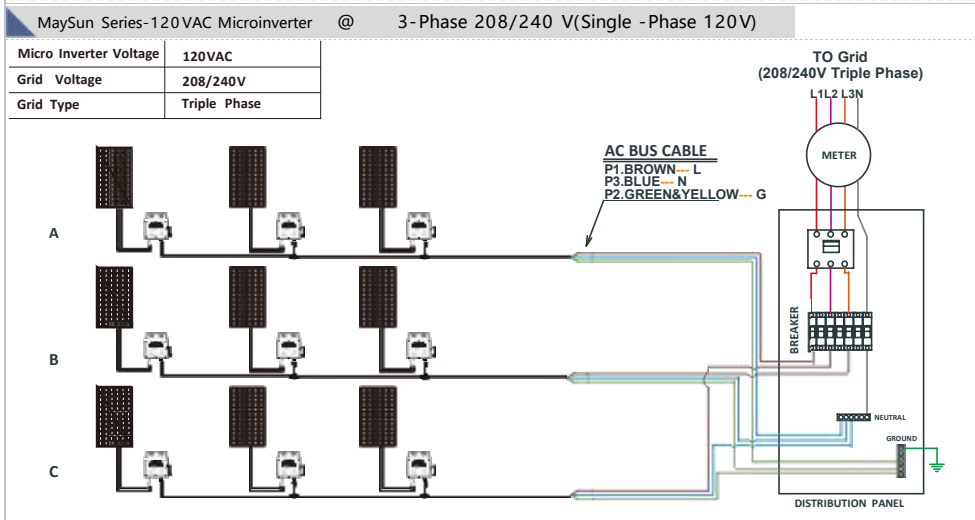 MaySun Series-120VAC Microinverter @ 3-Phase 208/240 V(Single -Phase 120V)
Micro Inverter Voltage 120VAC
Grid Voltage 208/240V
Grid Type Triple Phase
TO Grid
(208/240V Triple Phase)
L1L2 L3N
METER
AC BUS CABLE
P1.BROWN--- L
P3.BLUE--- N
P2.GREEN&YELLOW--- G
A
B
C
BREAKER
NEUTRAL
GROUND
DISTRIBUTION PANEL